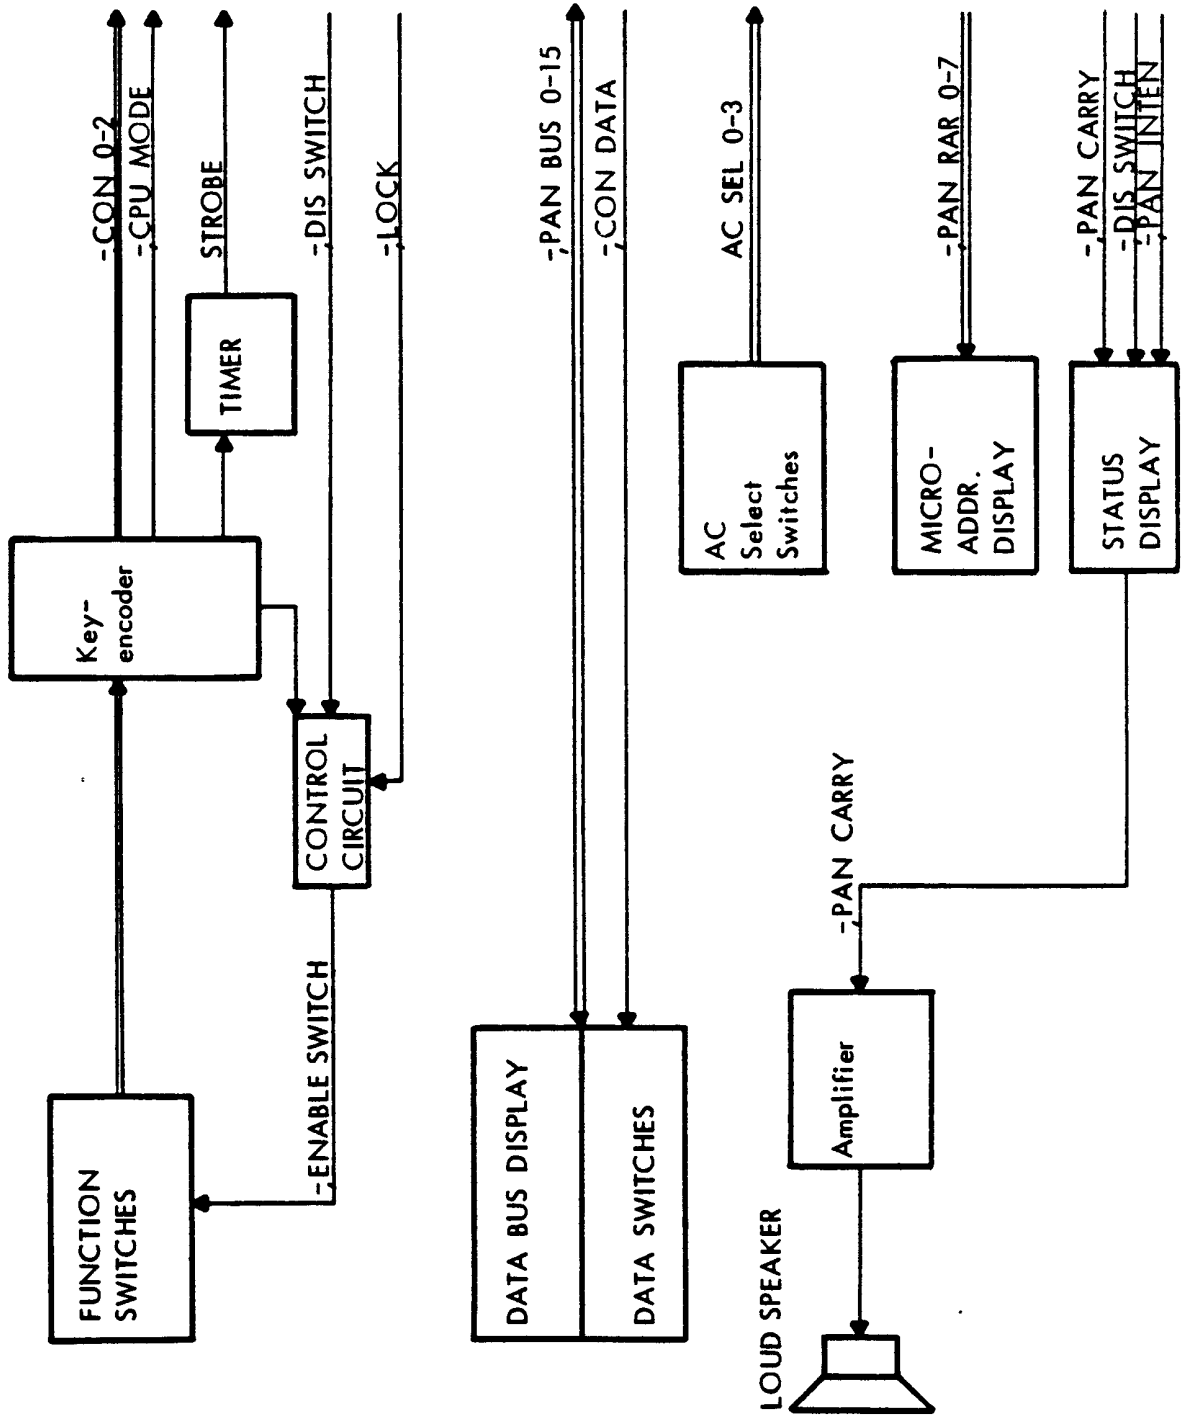 FUNCTION
SWITCHES
Key-
encoder
-,CON 0-2
-,CPU MODE
TIMER
STROBE
-,DIS SWITCH
-,LOCK
CONTROL
CIRCUIT
-,ENABLE SWITCH
DATA BUS DISPLAY
DATA SWITCHES
-,PAN BUS 0-15
-,CON DATA
AC
Select
Switches
AC SEL 0-3
MICRO-
ADDR.
DISPLAY
-,PAN RAR 0-7
STATUS
DISPLAY
-,PAN CARRY
-,DIS SWITCH
-,PAN INTEN
-,PAN CARRY
Amplifier
LOUD SPEAKER